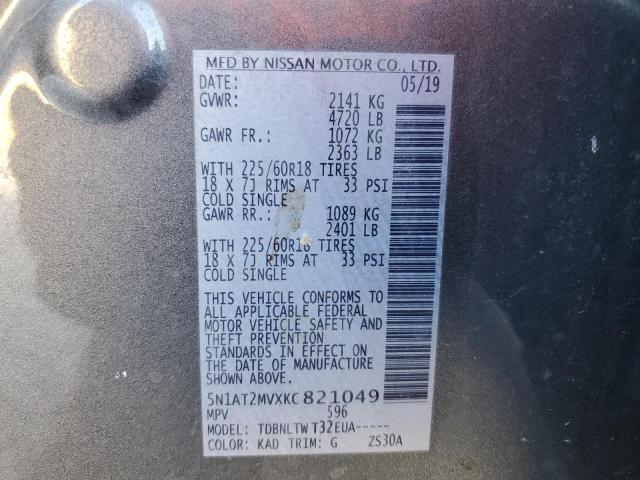 MFD BY NISSAN MOTOR CO., LTD.
DATE: 05/19
GVWR: 2141 KG
4720 LB
GAWR FR.: 1072 KG
2363 LB
WITH 225/60R18 TIRES
18 X 7J RIMS AT 33 PSI
COLD SINGLE
GAWR RR.: 1089 KG
2401 LB
WITH 225/60R18 TIRES
18 X 7J RIMS AT 33 PSI
COLD SINGLE
THIS VEHICLE CONFORMS TO
ALL APPLICABLE FEDERAL
MOTOR VEHICLE SAFETY AND
THEFT PREVENTION
STANDARDS IN EFFECT ON
THE DATE OF MANUFACTURE
SHOWN ABOVE.
5N1AT2MVXKC821049
MPV 596
MODEL: TDBNLTWT32EUA-----
COLOR: KAD TRIM: G ZS30A